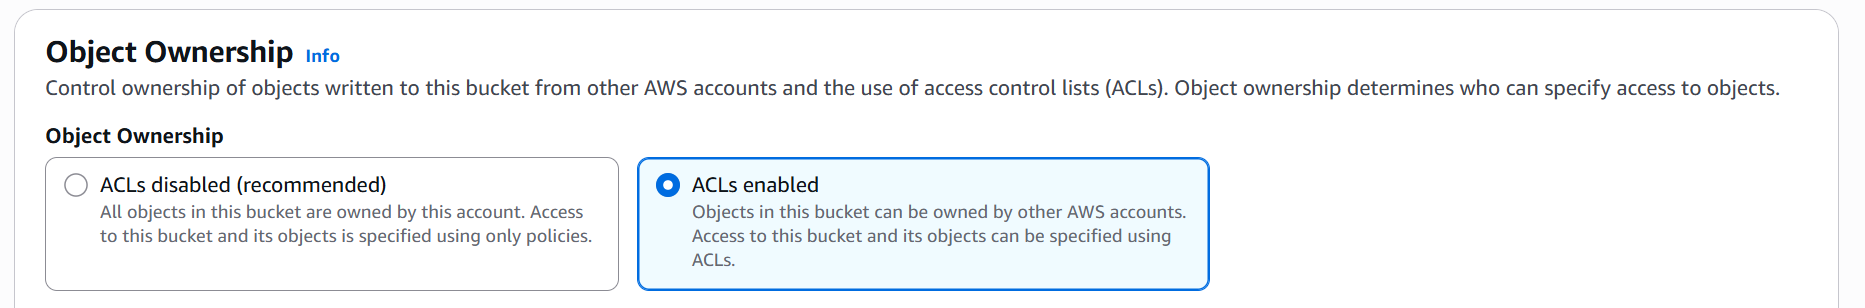 Object Ownership Info
Control ownership of objects written to this bucket from other AWS accounts and the use of access control lists (ACLs). Object ownership determines who can specify access to objects.
Object Ownership
ACLs disabled (recommended)
All objects in this bucket are owned by this account. Access
to this bucket and its objects is specified using only policies.
ACLs enabled
Objects in this bucket can be owned by other AWS accounts.
Access to this bucket and its objects can be specified using
ACLs.